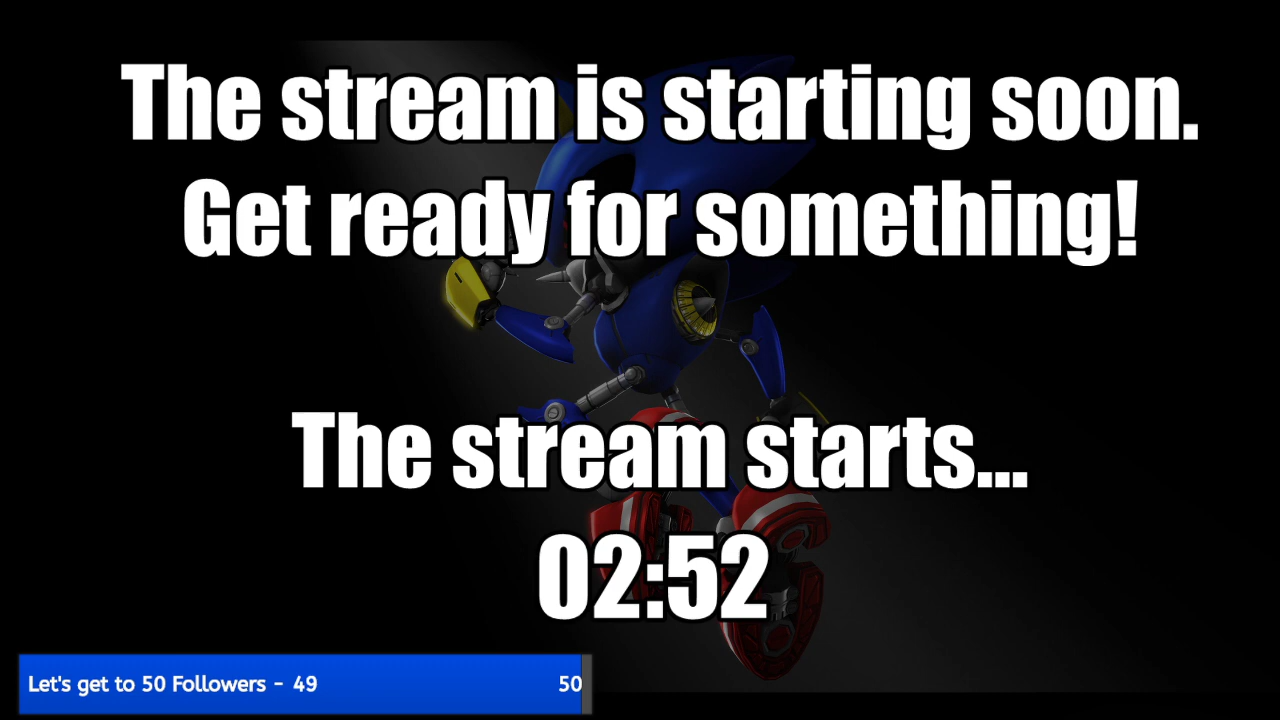 The stream is starting soon.
Get ready for something!
The stream starts...
02:52
Let's get to 50 Followers - 49 50